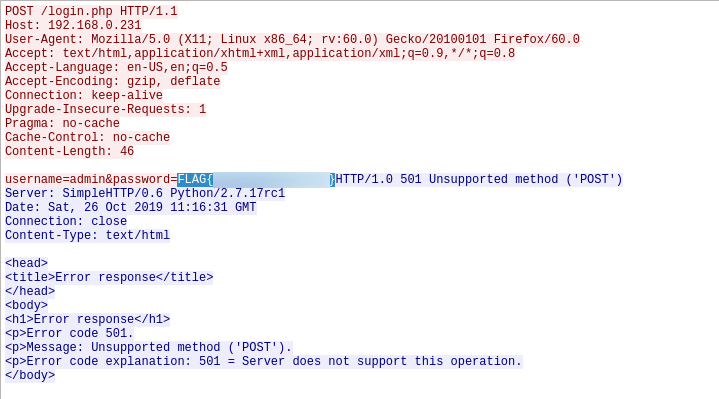 POST /login.php HTTP/1.1
Host: 192.168.0.231
User-Agent: Mozilla/5.0 (X11; Linux x86_64; rv:60.0) Gecko/20100101 Firefox/60.0
Accept: text/html,application/xhtml+xml,application/xml;q=0.9,*/*;q=0.8
Accept-Language: en-US,en;q=0.5
Accept-Encoding: gzip, deflate
Connection: keep-alive
Upgrade-Insecure-Requests: 1
Pragma: no-cache
Cache-Control: no-cache
Content-Length: 46

username=admin&password=FLAG{ }HTTP/1.0 501 Unsupported method ('POST')
Server: SimpleHTTP/0.6 Python/2.7.17rc1
Date: Sat, 26 Oct 2019 11:16:31 GMT
Connection: close
Content-Type: text/html

<head>
<title>Error response</title>
</head>
<body>
<h1>Error response</h1>
<p>Error code 501.
<p>Message: Unsupported method ('POST').
<p>Error code explanation: 501 = Server does not support this operation.
</body>